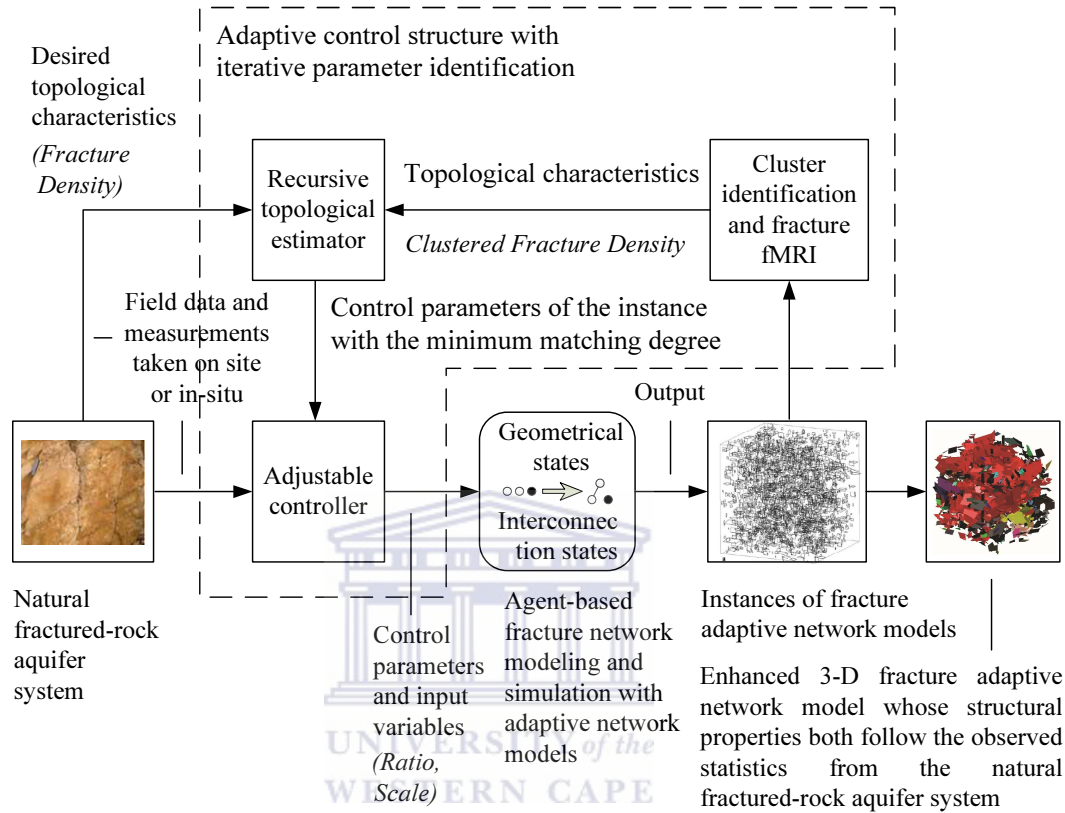 Adaptive control structure with
iterative parameter identification
Desired
topological
characteristics
(Fracture
Density)
Recursive
topological
estimator
Topological characteristics
Clustered Fracture Density
Cluster
identification
and fracture
fMRI
Field data and
measurements
taken on site
or in-situ
Control parameters of the instance
with the minimum matching degree
Output
Adjustable
controller
Geometrical
states
Interconnec
tion states
Natural
fractured-rock
aquifer
system
Control
parameters
and input
variables
(Ratio,
Scale)
Agent-based
fracture network
modeling and
simulation with
adaptive network
models
Instances of fracture
adaptive network models
Enhanced 3-D fracture adaptive
network model whose structural
properties both follow the observed
statistics from the natural
fractured-rock aquifer system
UNIVERSITY of the
WESTERN CAPE